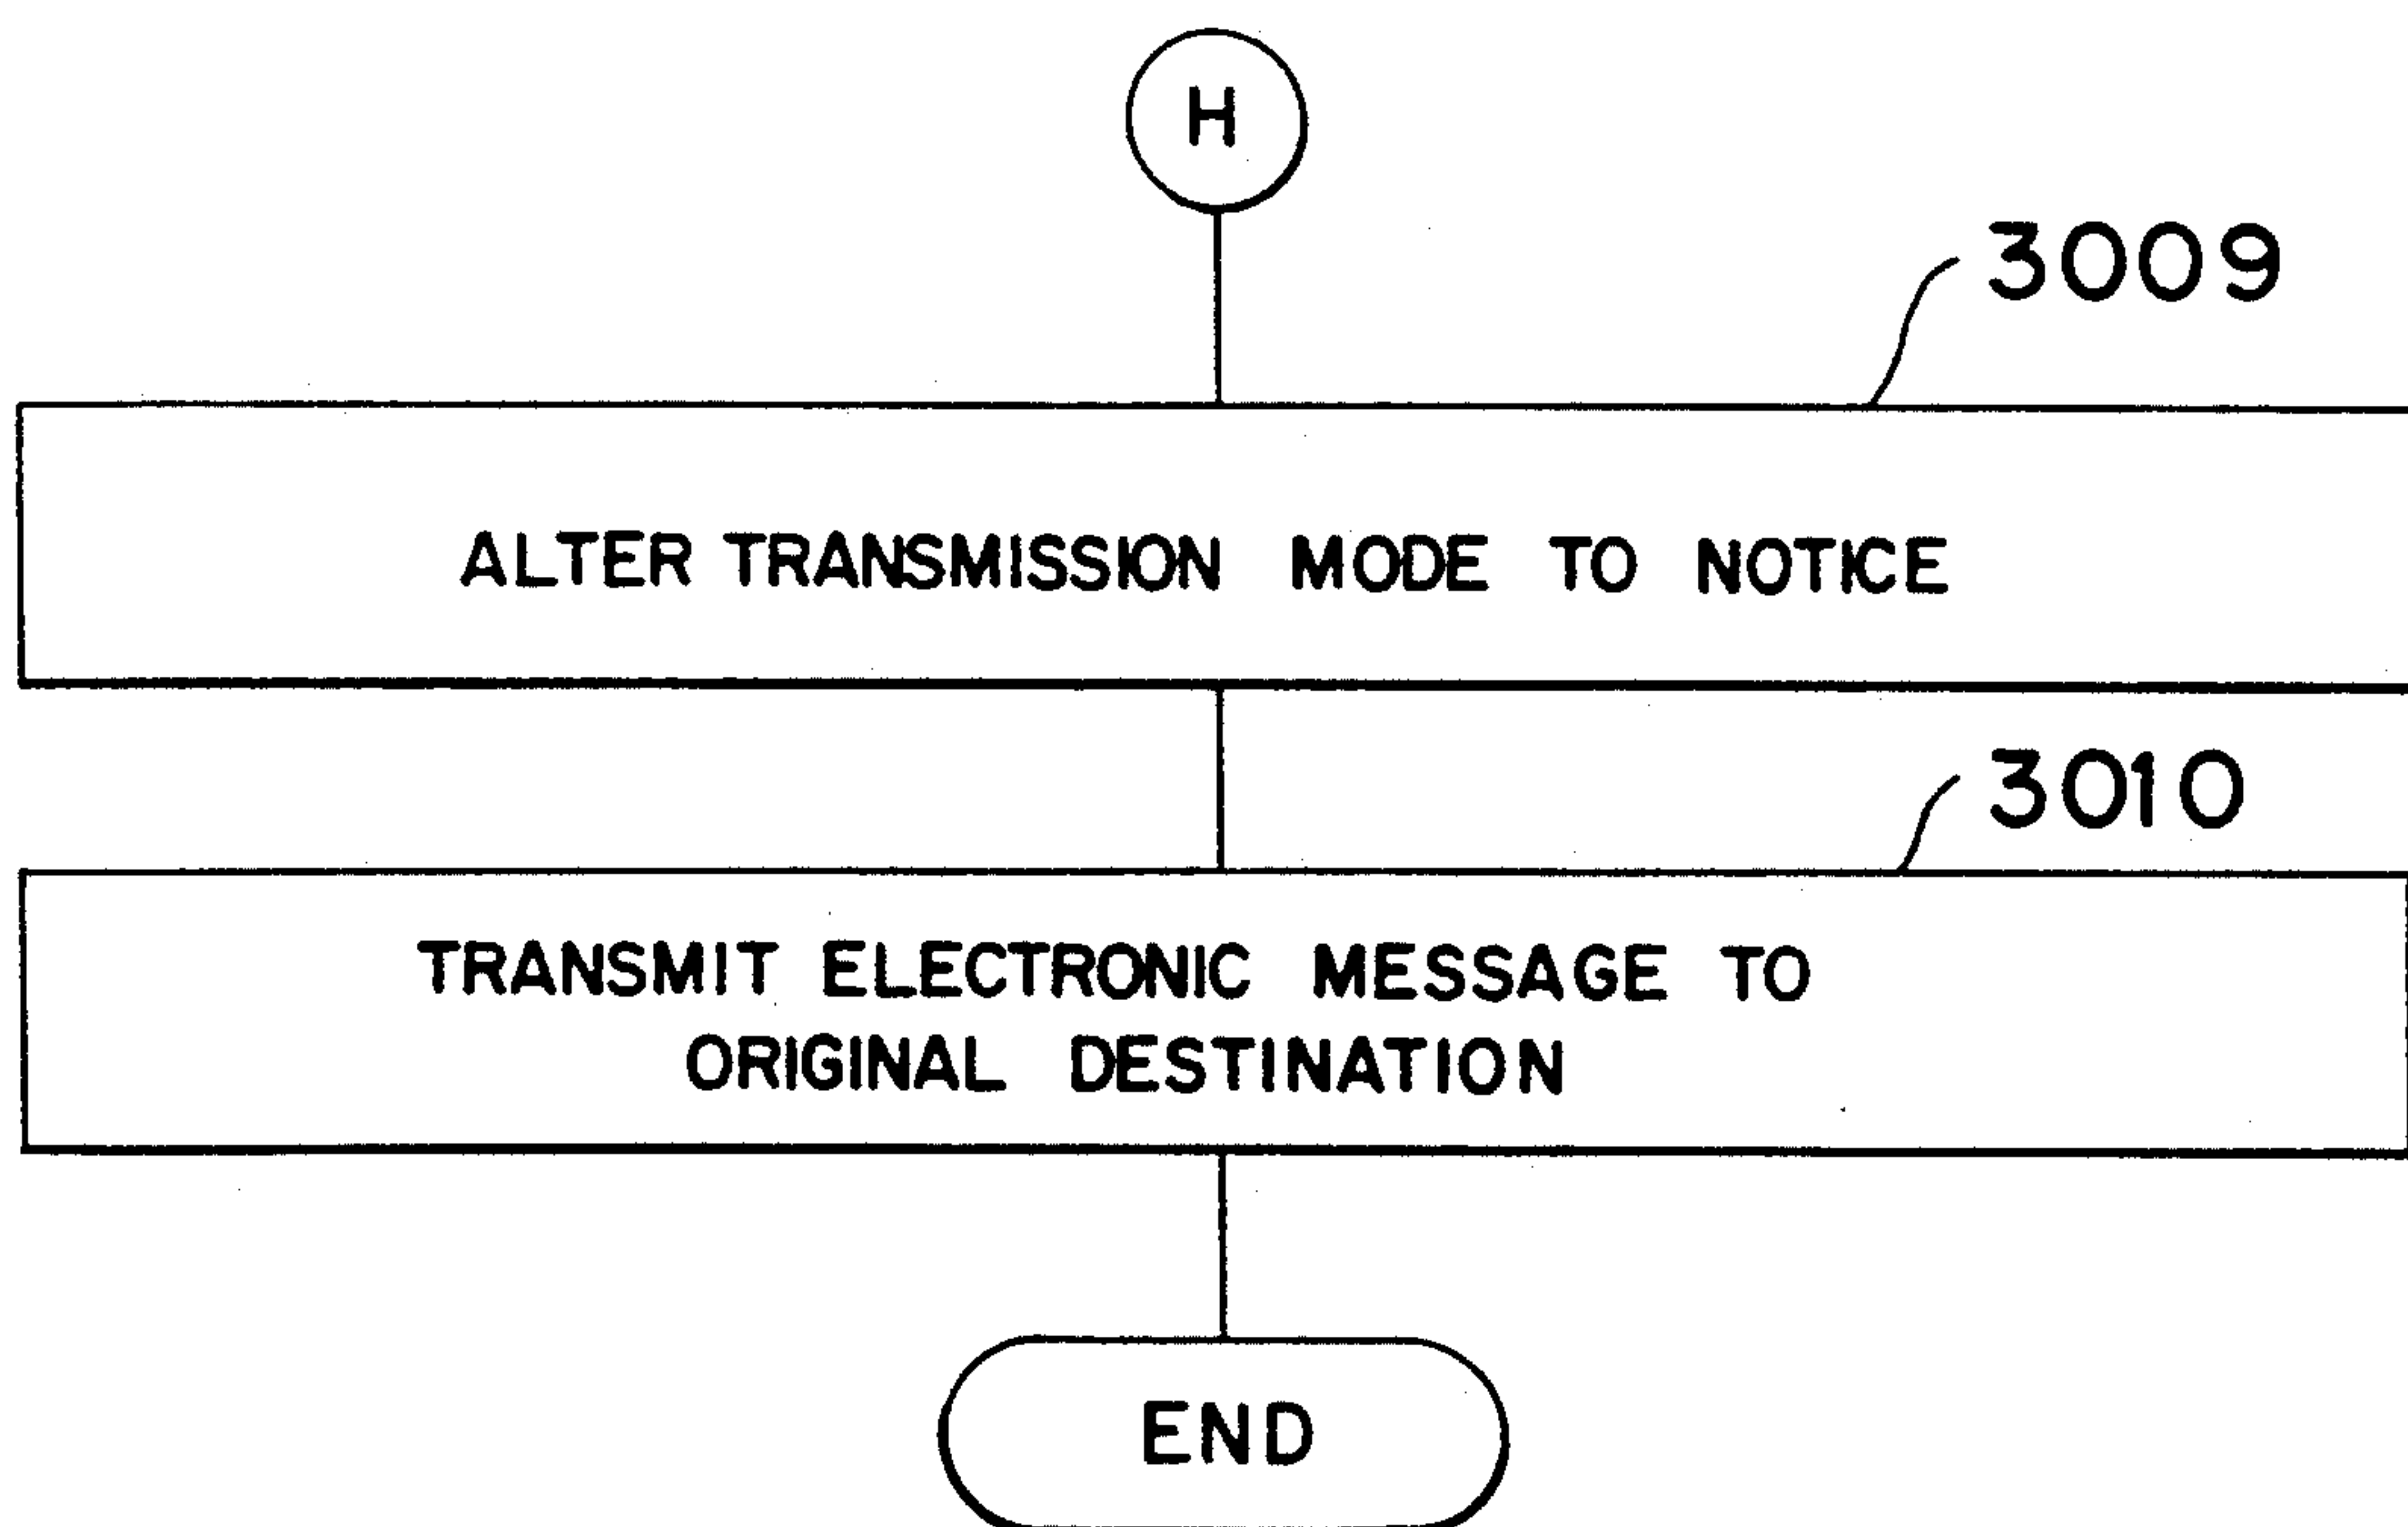 H
3009
ALTER TRANSMISSION MODE TO NOTICE
3010
TRANSMIT ELECTRONIC MESSAGE TO
ORIGINAL DESTINATION
END